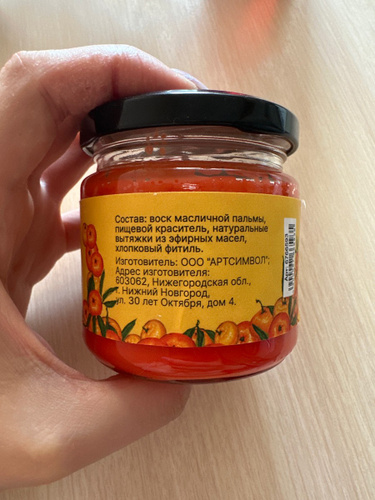 Состав: воск масличной пальмы,
пищевой краситель, натуральные
вытяжки из эфирных масел,
хлопковый фитиль.
Изготовитель: ООО "АРТСИМВОЛ";
Адрес изготовителя:
603062, Нижегородская обл.,
г. Нижний Новгород,
ул. 30 лет Октября, дом 4.